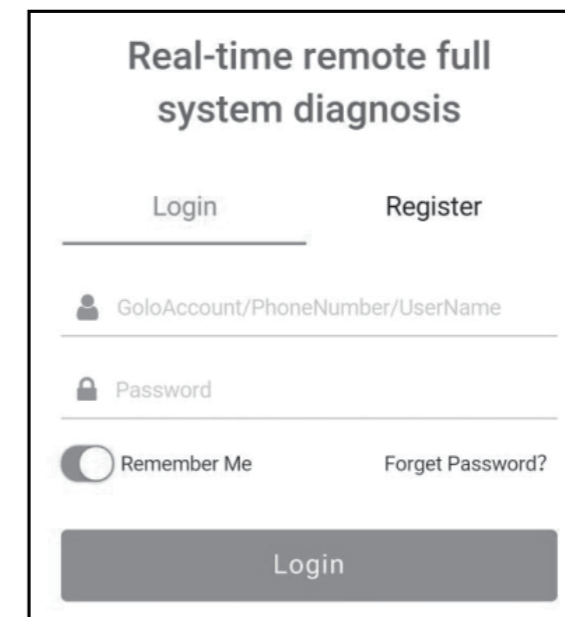 Real-time remote full
system diagnosis
Login Register
GoloAccount/PhoneNumber/UserName
Password
Remember Me Forget Password?
Login